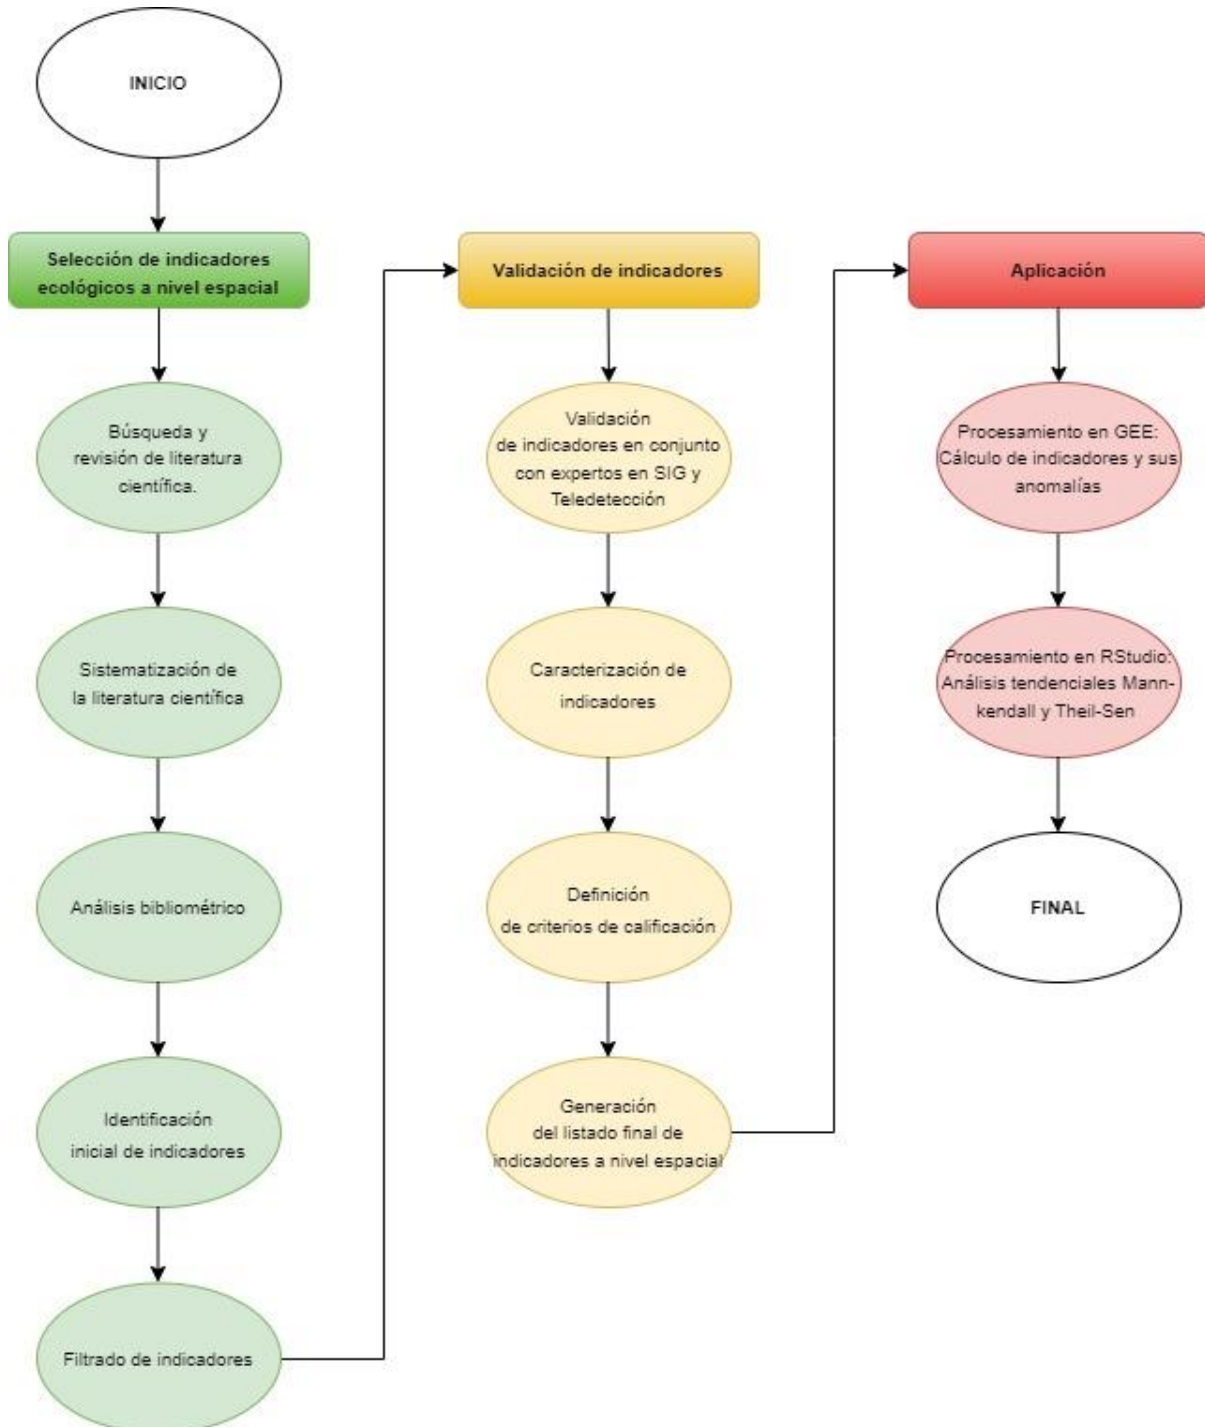 INICIO
Selección de indicadores
ecológicos a nivel espacial
Búsqueda y
revisión de literatura
científica.
Sistematización de
la literatura científica
Análisis bibliométrico
Identificación
inicial de indicadores
Filtrado de indicadores
Validación de indicadores
Validación
de indicadores en conjunto
con expertos en SIG y
Teledetección
Caracterización de
indicadores
Definición
de criterios de calificación
Generación
del listado final de
indicadores a nivel espacial
Aplicación
Procesamiento en GEE:
Cálculo de indicadores y sus
anomalías
Procesamiento en RStudio:
Análisis tendenciales Mann-
kendall y Theil-Sen
FINAL